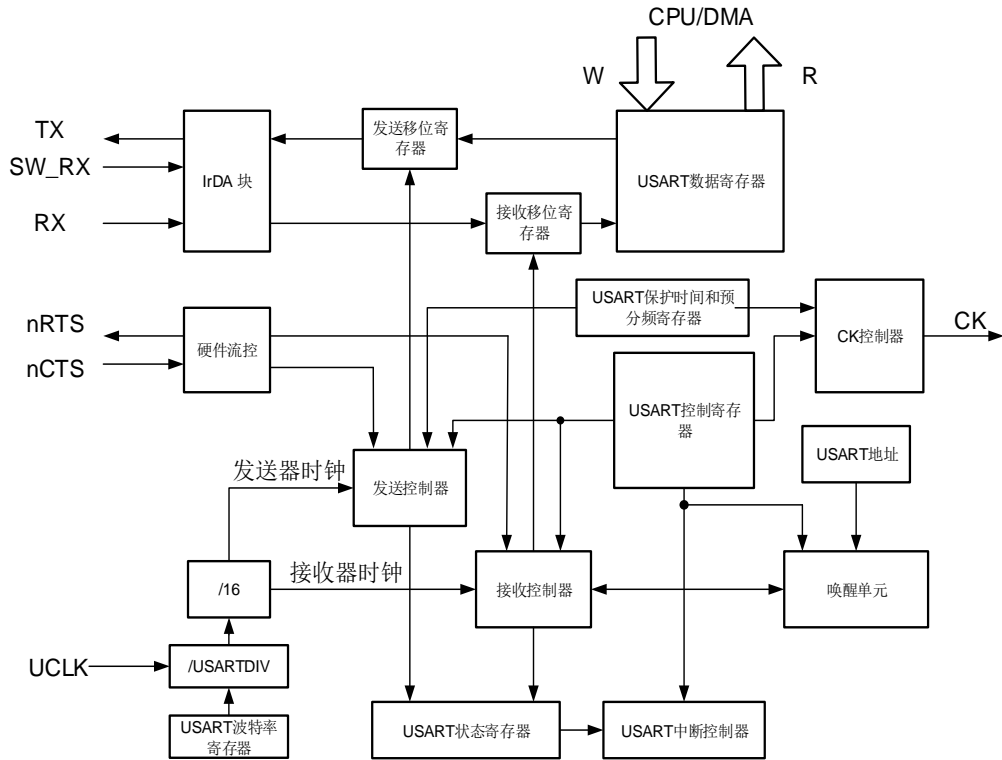 CPU/DMA
W
R
TX
SW_RX
RX
IrDA 块
发送移位寄
存器
接收移位寄
存器
USART数据寄存器
nRTS
nCTS
硬件流控
USART保护时间和预
分频寄存器
CK控制器
CK
USART控制寄存
器
USART地址
发送器时钟
发送控制器
/16
接收器时钟
接收控制器
唤醒单元
UCLK
/USARTDIV
USART波特率
寄存器
USART状态寄存器
USART中断控制器